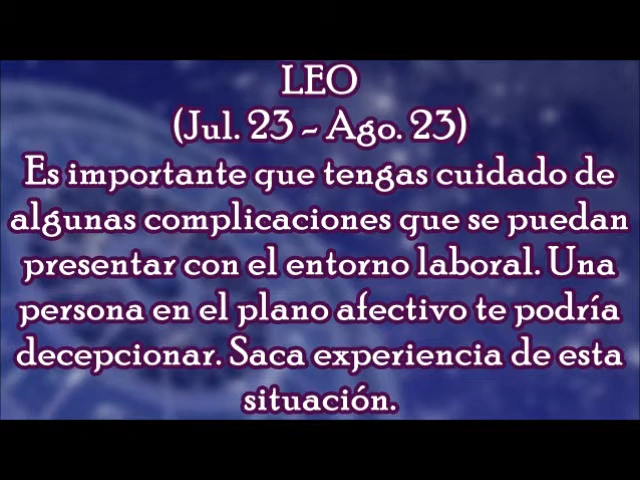 LEO
(Jul. 23 - Ago. 23)
Es importante que tengas cuidado de
algunas complicaciones que se puedan
presentar con el entorno laboral. Una
persona en el plano afectivo te podría
decepcionar. Saca experiencia de esta
situación.